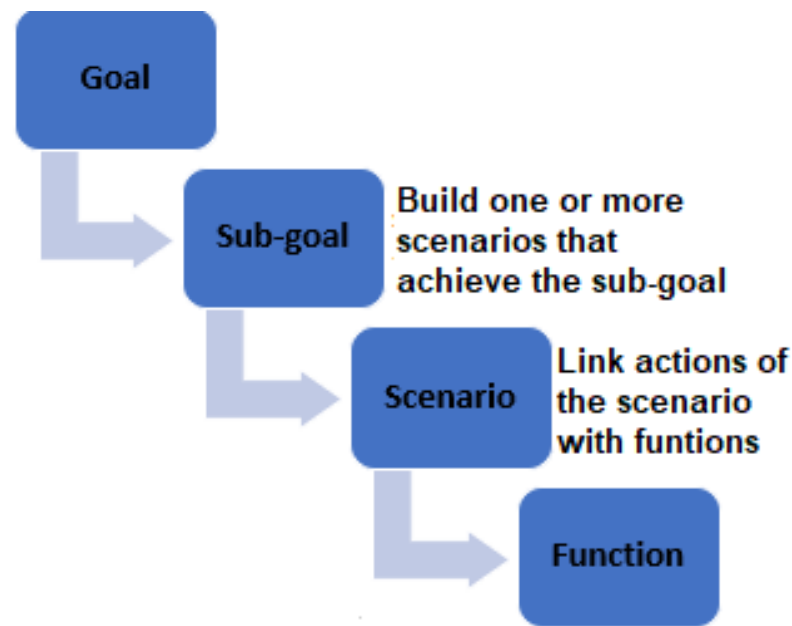 Goal
Sub-goal
Build one or more
scenarios that
achieve the sub-goal
Scenario
Link actions of
the scenario
with funtions
Function